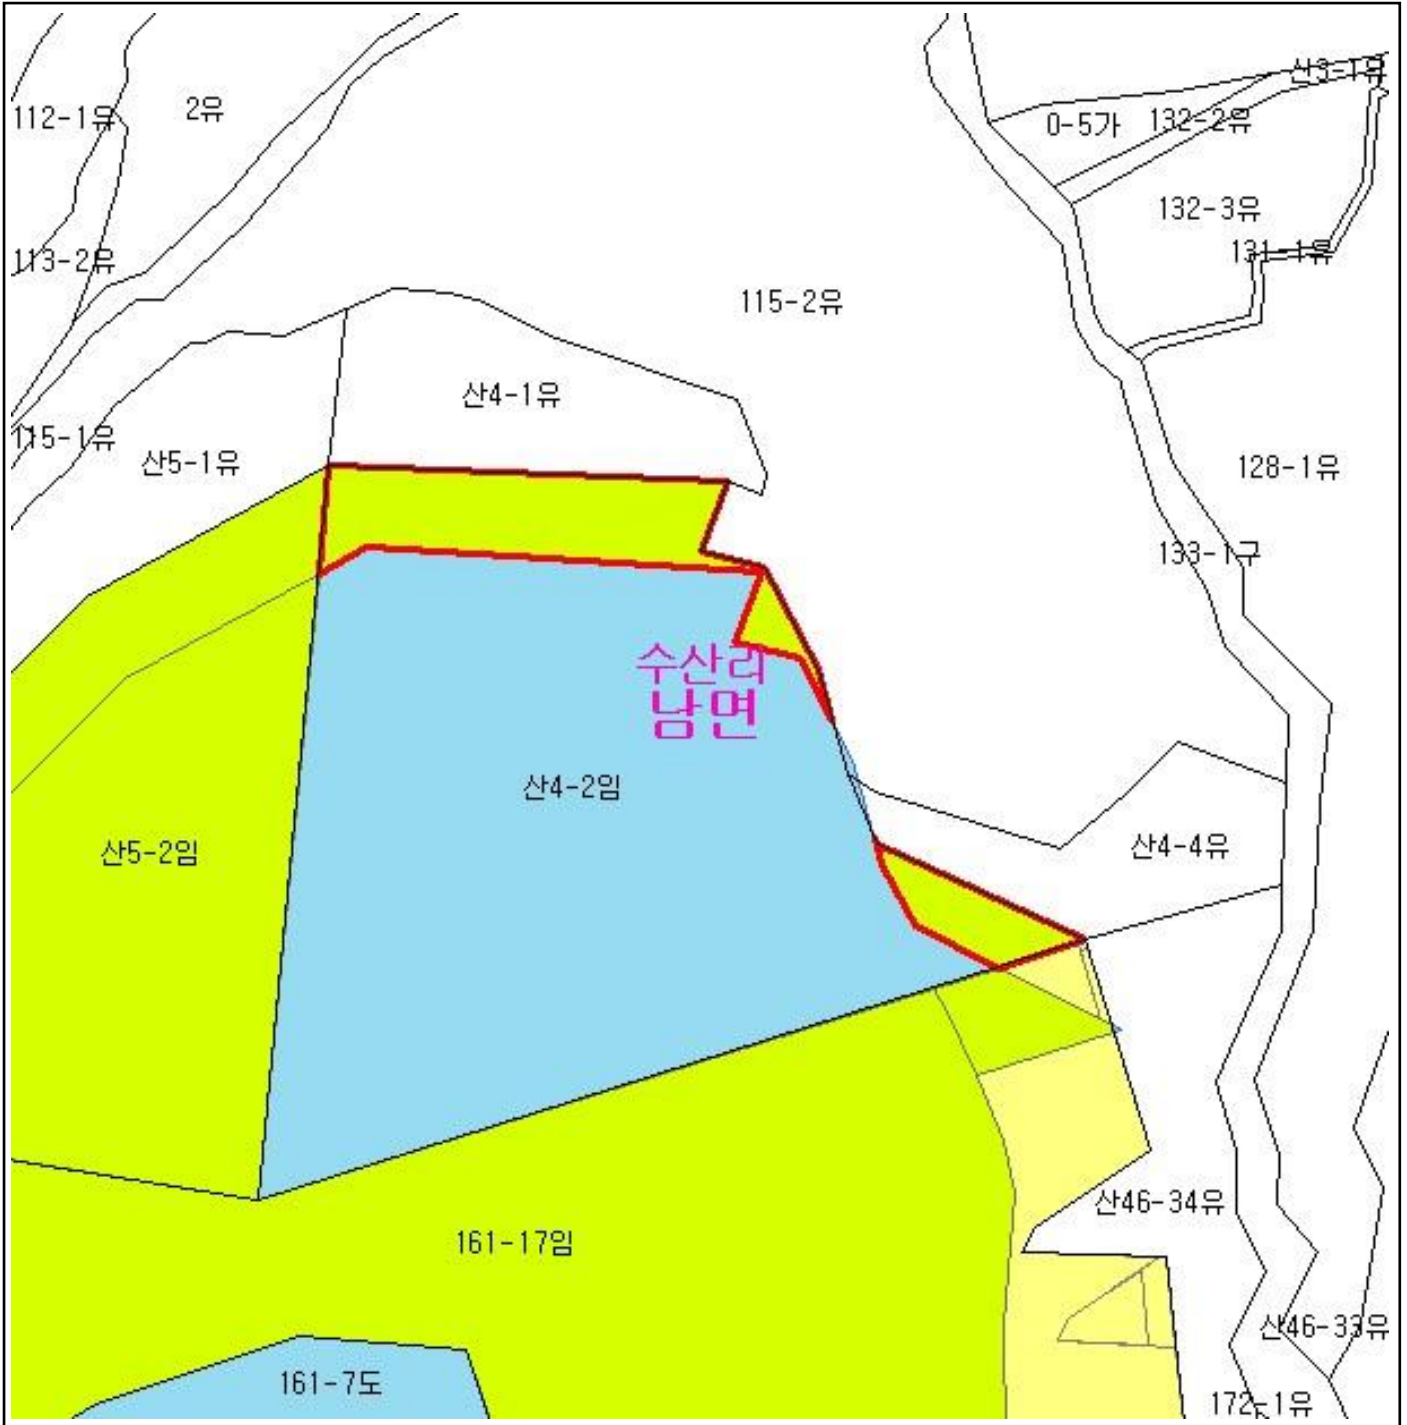 산3-1유
112-1유
2유
0-5가
132-2유
132-3유
131-1유
113-2유
115-2유
산4-1유
115-1유
산5-1유
128-1유
133-1구
수산리
남면
산4-2임
산5-2임
산4-4유
산46-34유
161-17임
산46-33유
161-7도
172-1유